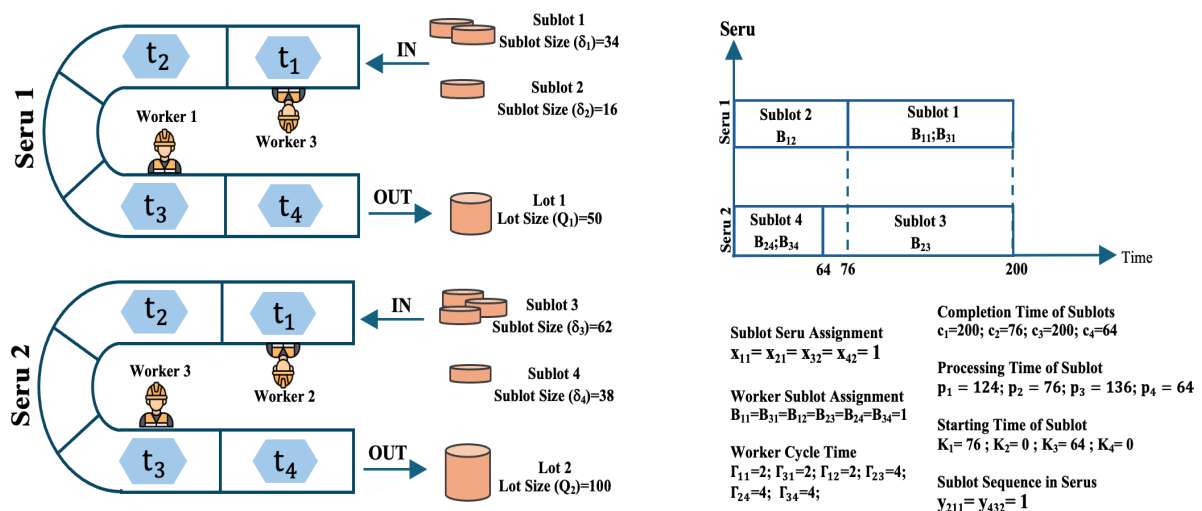 Seru 1
t₂
t₁
Worker 1
Worker 3
t₃
t₄
IN
Sublot 1
Sublot Size (δ₁)=34
Sublot 2
Sublot Size (δ₂)=16
OUT
Lot 1
Lot Size (Q₁)=50
Seru 2
t₂
t₁
Worker 3
Worker 2
t₃
t₄
IN
Sublot 3
Sublot Size (δ₃)=62
Sublot 4
Sublot Size (δ₄)=38
OUT
Lot 2
Lot Size (Q₂)=100
Seru
Seru 1
Sublot 2
B₁₂
Sublot 1
B₁₁;B₃₁
Seru 2
Sublot 4
B₂₄;B₃₄
Sublot 3
B₂₃
64 76 200
Time
Sublot Seru Assignment
x₁₁= x₂₁= x₃₂= x₄₂= 1
Worker Sublot Assignment
B₁₁=B₃₁=B₁₂=B₂₃=B₂₄=B₃₄=1
Worker Cycle Time
Γ₁₁=2; Γ₃₁=2; Γ₁₂=2; Γ₂₃=4;
Γ₂₄=4; Γ₃₄=4;
Completion Time of Sublots
c₁=200; c₂=76; c₃=200; c₄=64
Processing Time of Sublot
p₁ = 124; p₂ = 76; p₃ = 136; p₄ = 64
Starting Time of Sublot
K₁= 76 ; K₂= 0 ; K₃= 64 ; K₄= 0
Sublot Sequence in Serus
y₂₁₁= y₄₃₂= 1